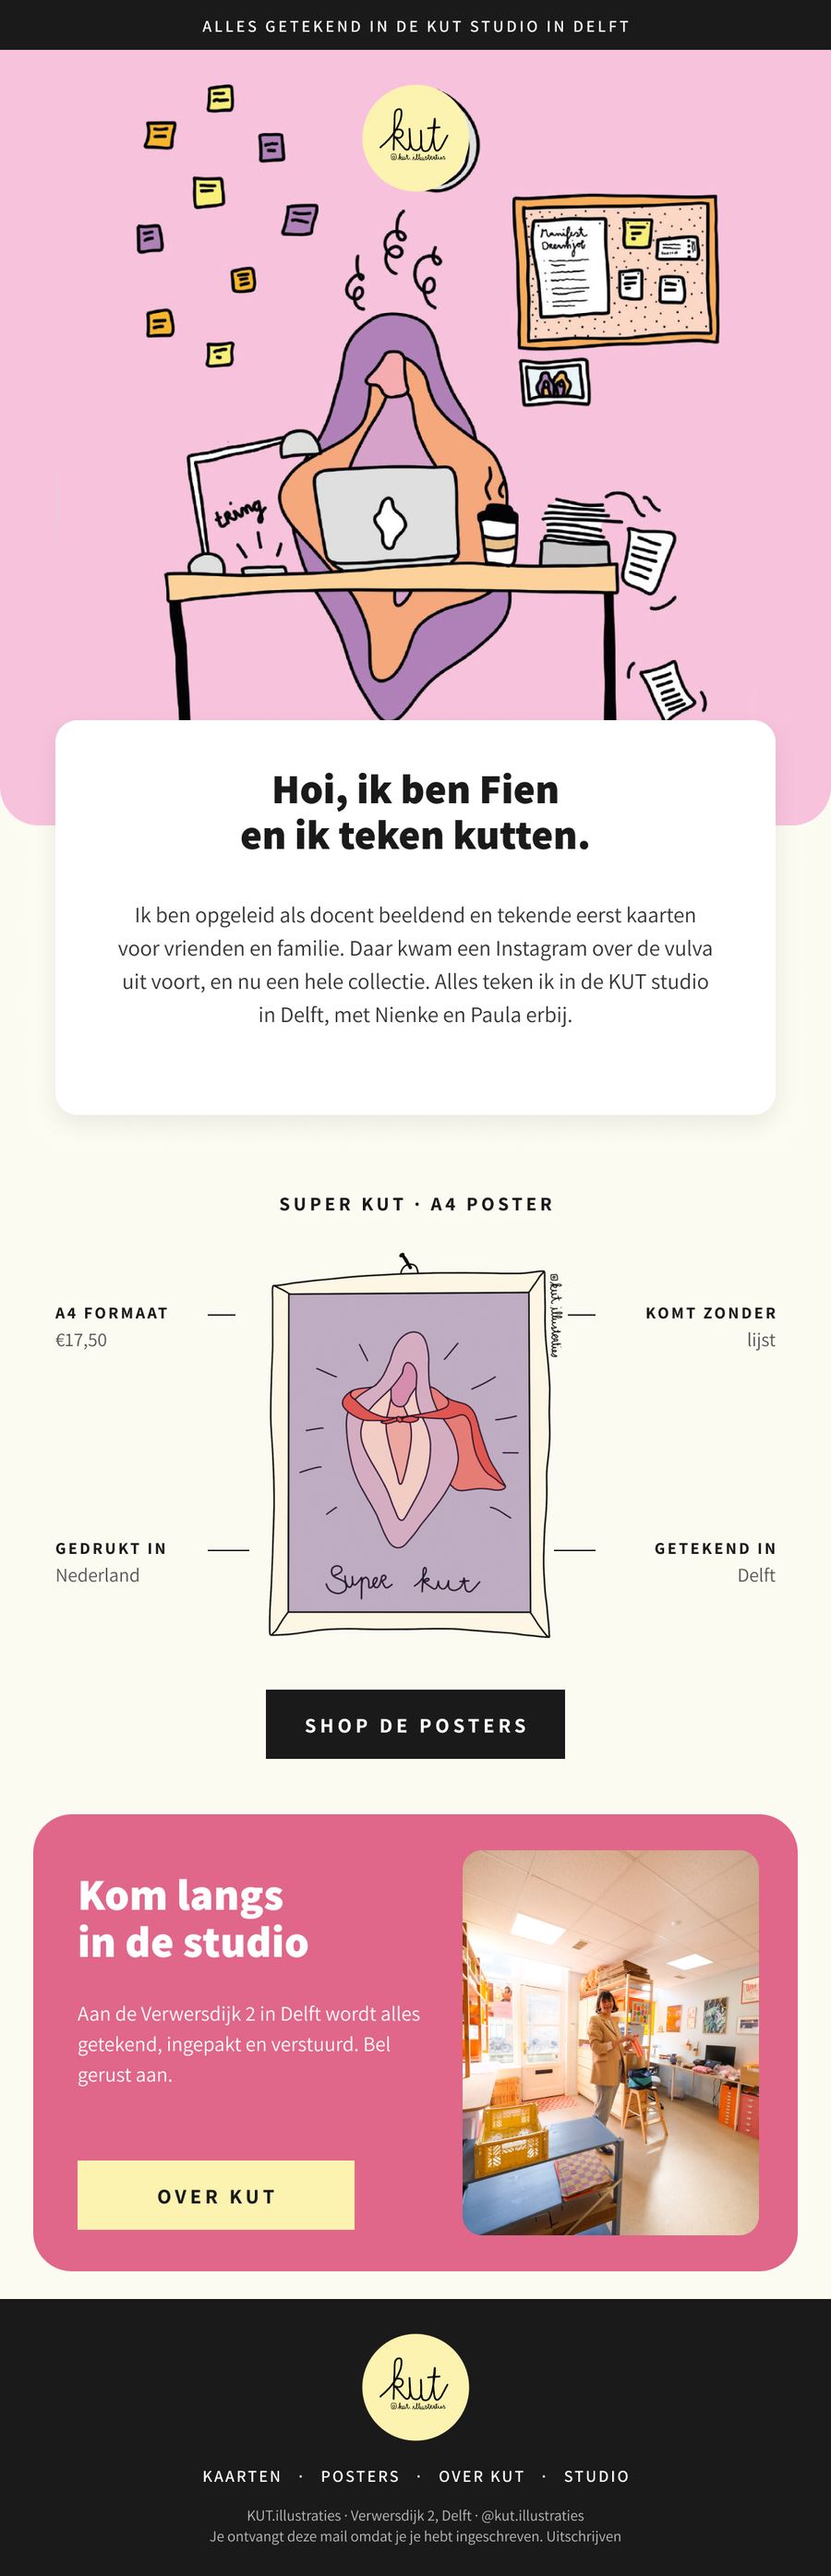 ALLES GETEKEND IN DE KUT STUDIO IN DELFT
kut
@kut.illustraties
Manifest
Droomjob
tring
Hoi, ik ben Fien
en ik teken kutten.
Ik ben opgeleid als docent beeldend en tekende eerst kaarten
voor vrienden en familie. Daar kwam een Instagram over de vulva
uit voort, en nu een hele collectie. Alles teken ik in de KUT studio
in Delft, met Nienke en Paula erbij.
SUPER KUT · A4 POSTER
A4 FORMAAT
€17,50
KOMT ZONDER
lijst
@kut.illustraties
GEDRUKT IN
Nederland
GETEKEND IN
Delft
Super kut
SHOP DE POSTERS
Kom langs
in de studio
Aan de Verwersdijk 2 in Delft wordt alles
getekend, ingepakt en verstuurd. Bel
gerust aan.
OVER KUT
kut
@kut.illustraties
KAARTEN · POSTERS · OVER KUT · STUDIO
KUT.illustraties · Verwersdijk 2, Delft · @kut.illustraties
Je ontvangt deze mail omdat je je hebt ingeschreven. Uitschrijven